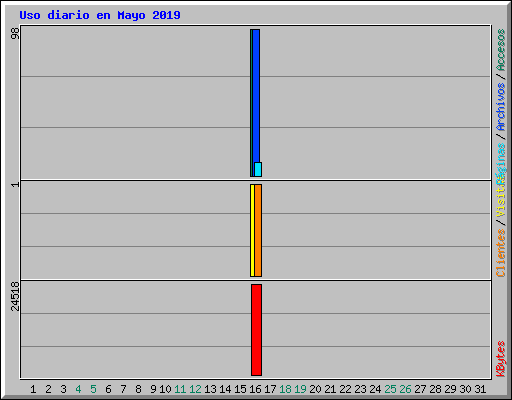 Uso diario en Mayo 2019
98
1
24518
1 2 3 4 5 6 7 8 9 10 11 12 13 14 15 16 17 18 19 20 21 22 23 24 25 26 27 28 29 30 31
KBytes
Clientes / Visitas
Páginas / Archivos / Accesos